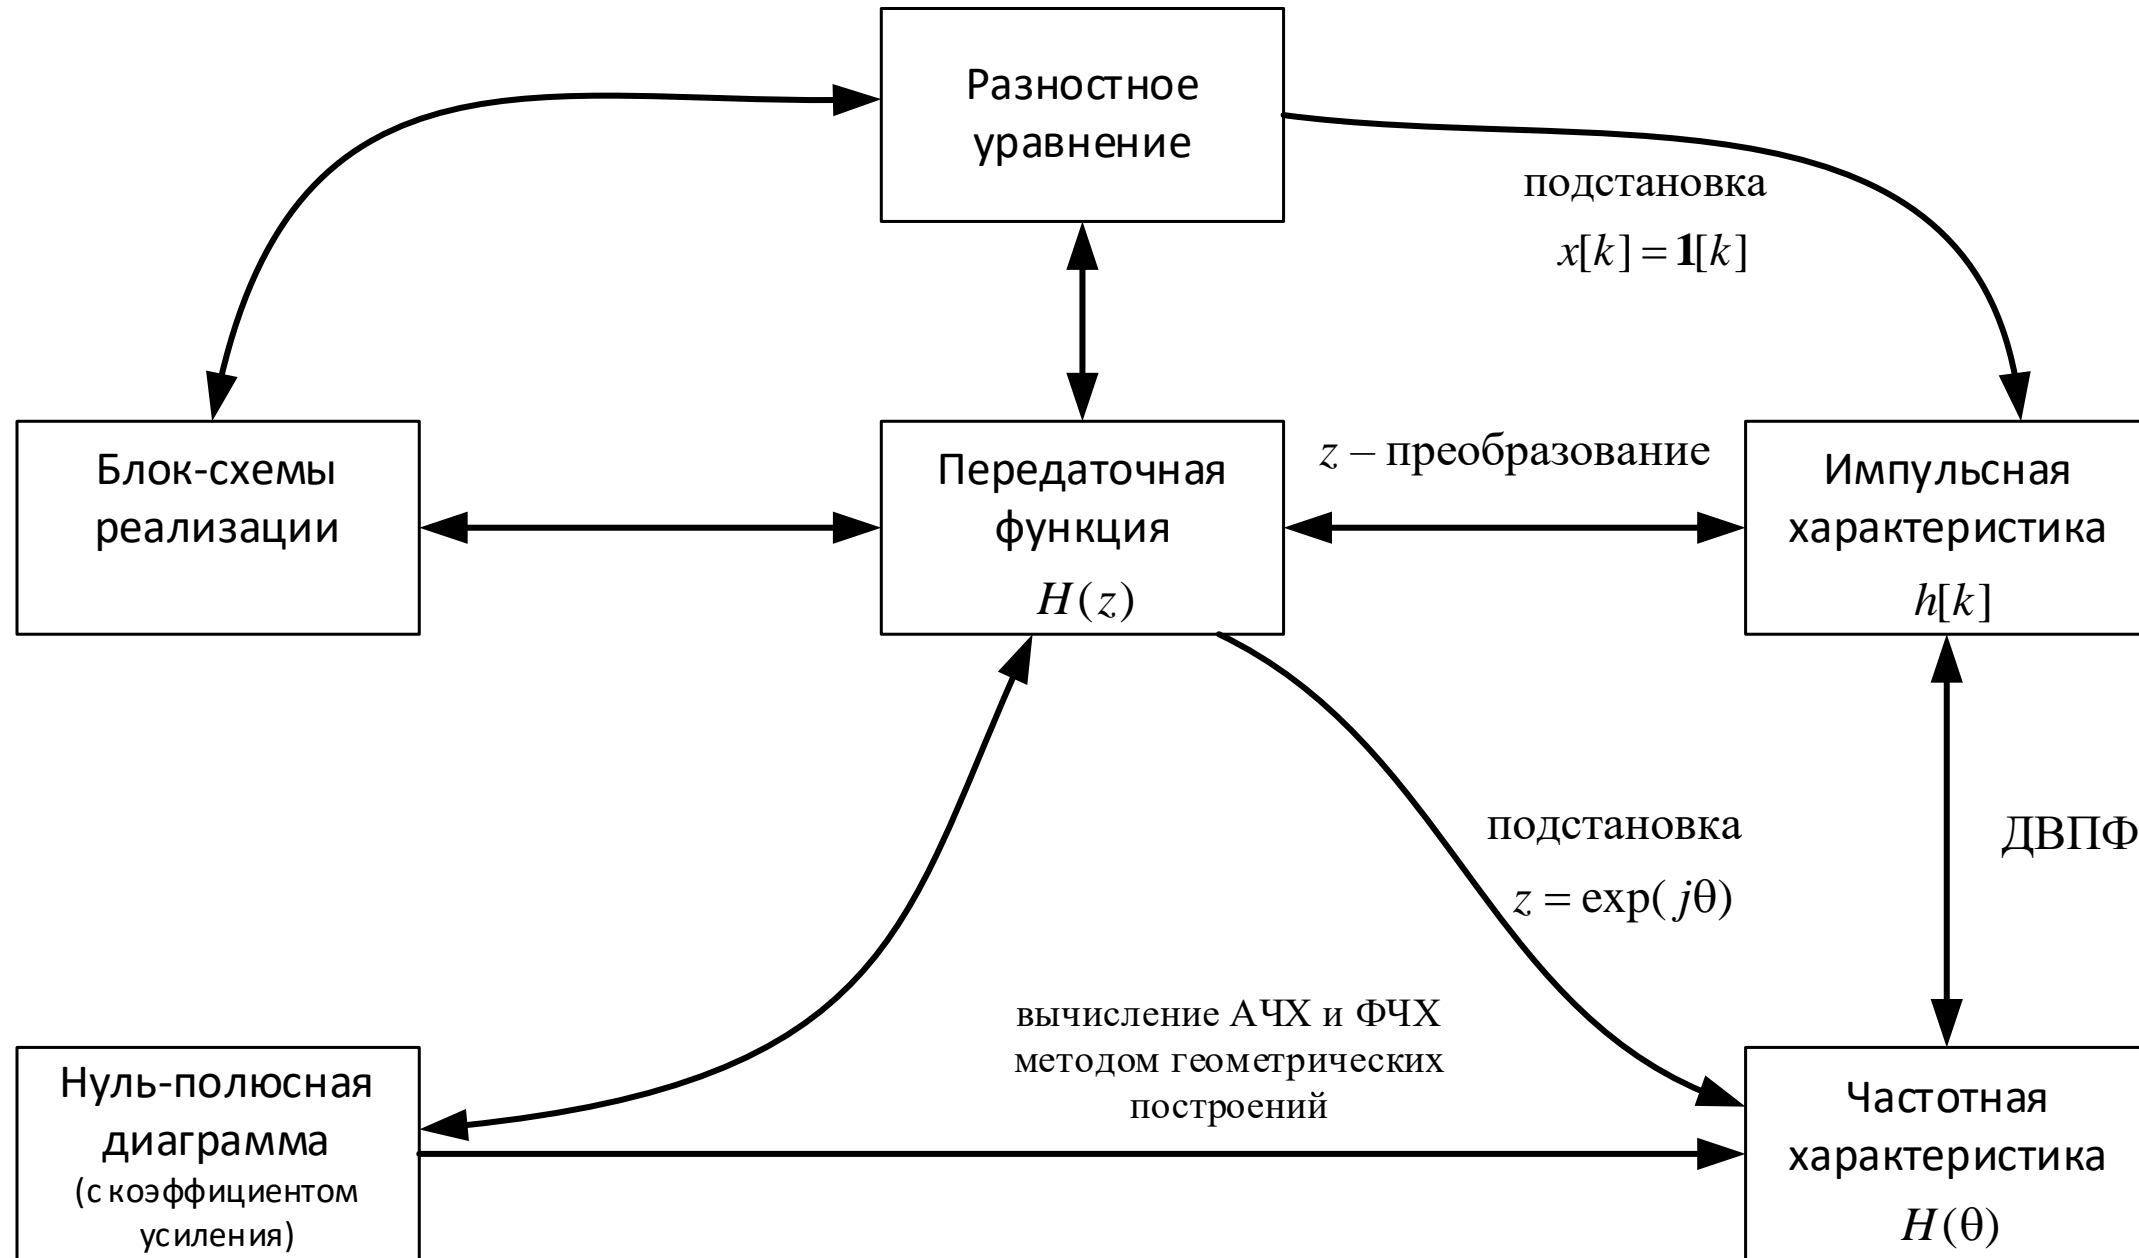 Разностное
уравнение
подстановка
x[k] = 1[k]
Блок-схемы
реализации
Передаточная
функция
H(z)
z – преобразование
Импульсная
характеристика
h[k]
подстановка
z = exp( jθ)
ДВПФ
вычисление АЧХ и ФЧХ
методом геометрических
построений
Нуль-полюсная
диаграмма
(с коэффициентом
усиления)
Частотная
характеристика
H(θ)